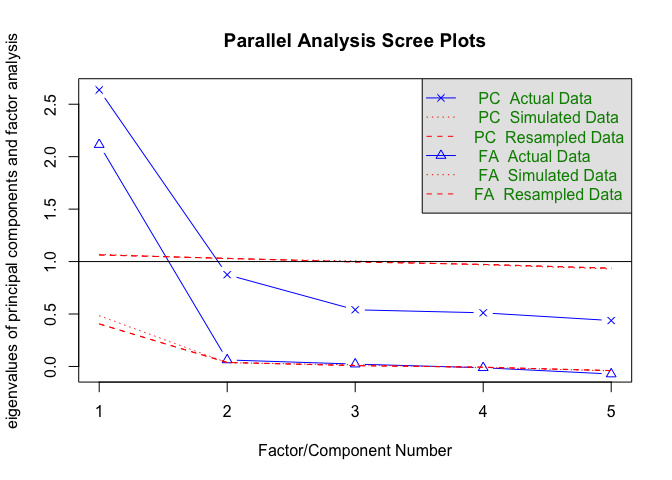 Parallel Analysis Scree Plots
eigenvalues of principal components and factor analysis
2.5
2.0
1.5
1.0
0.5
0.0
PC Actual Data
PC Simulated Data
PC Resampled Data
FA Actual Data
FA Simulated Data
FA Resampled Data
1 2 3 4 5
Factor/Component Number